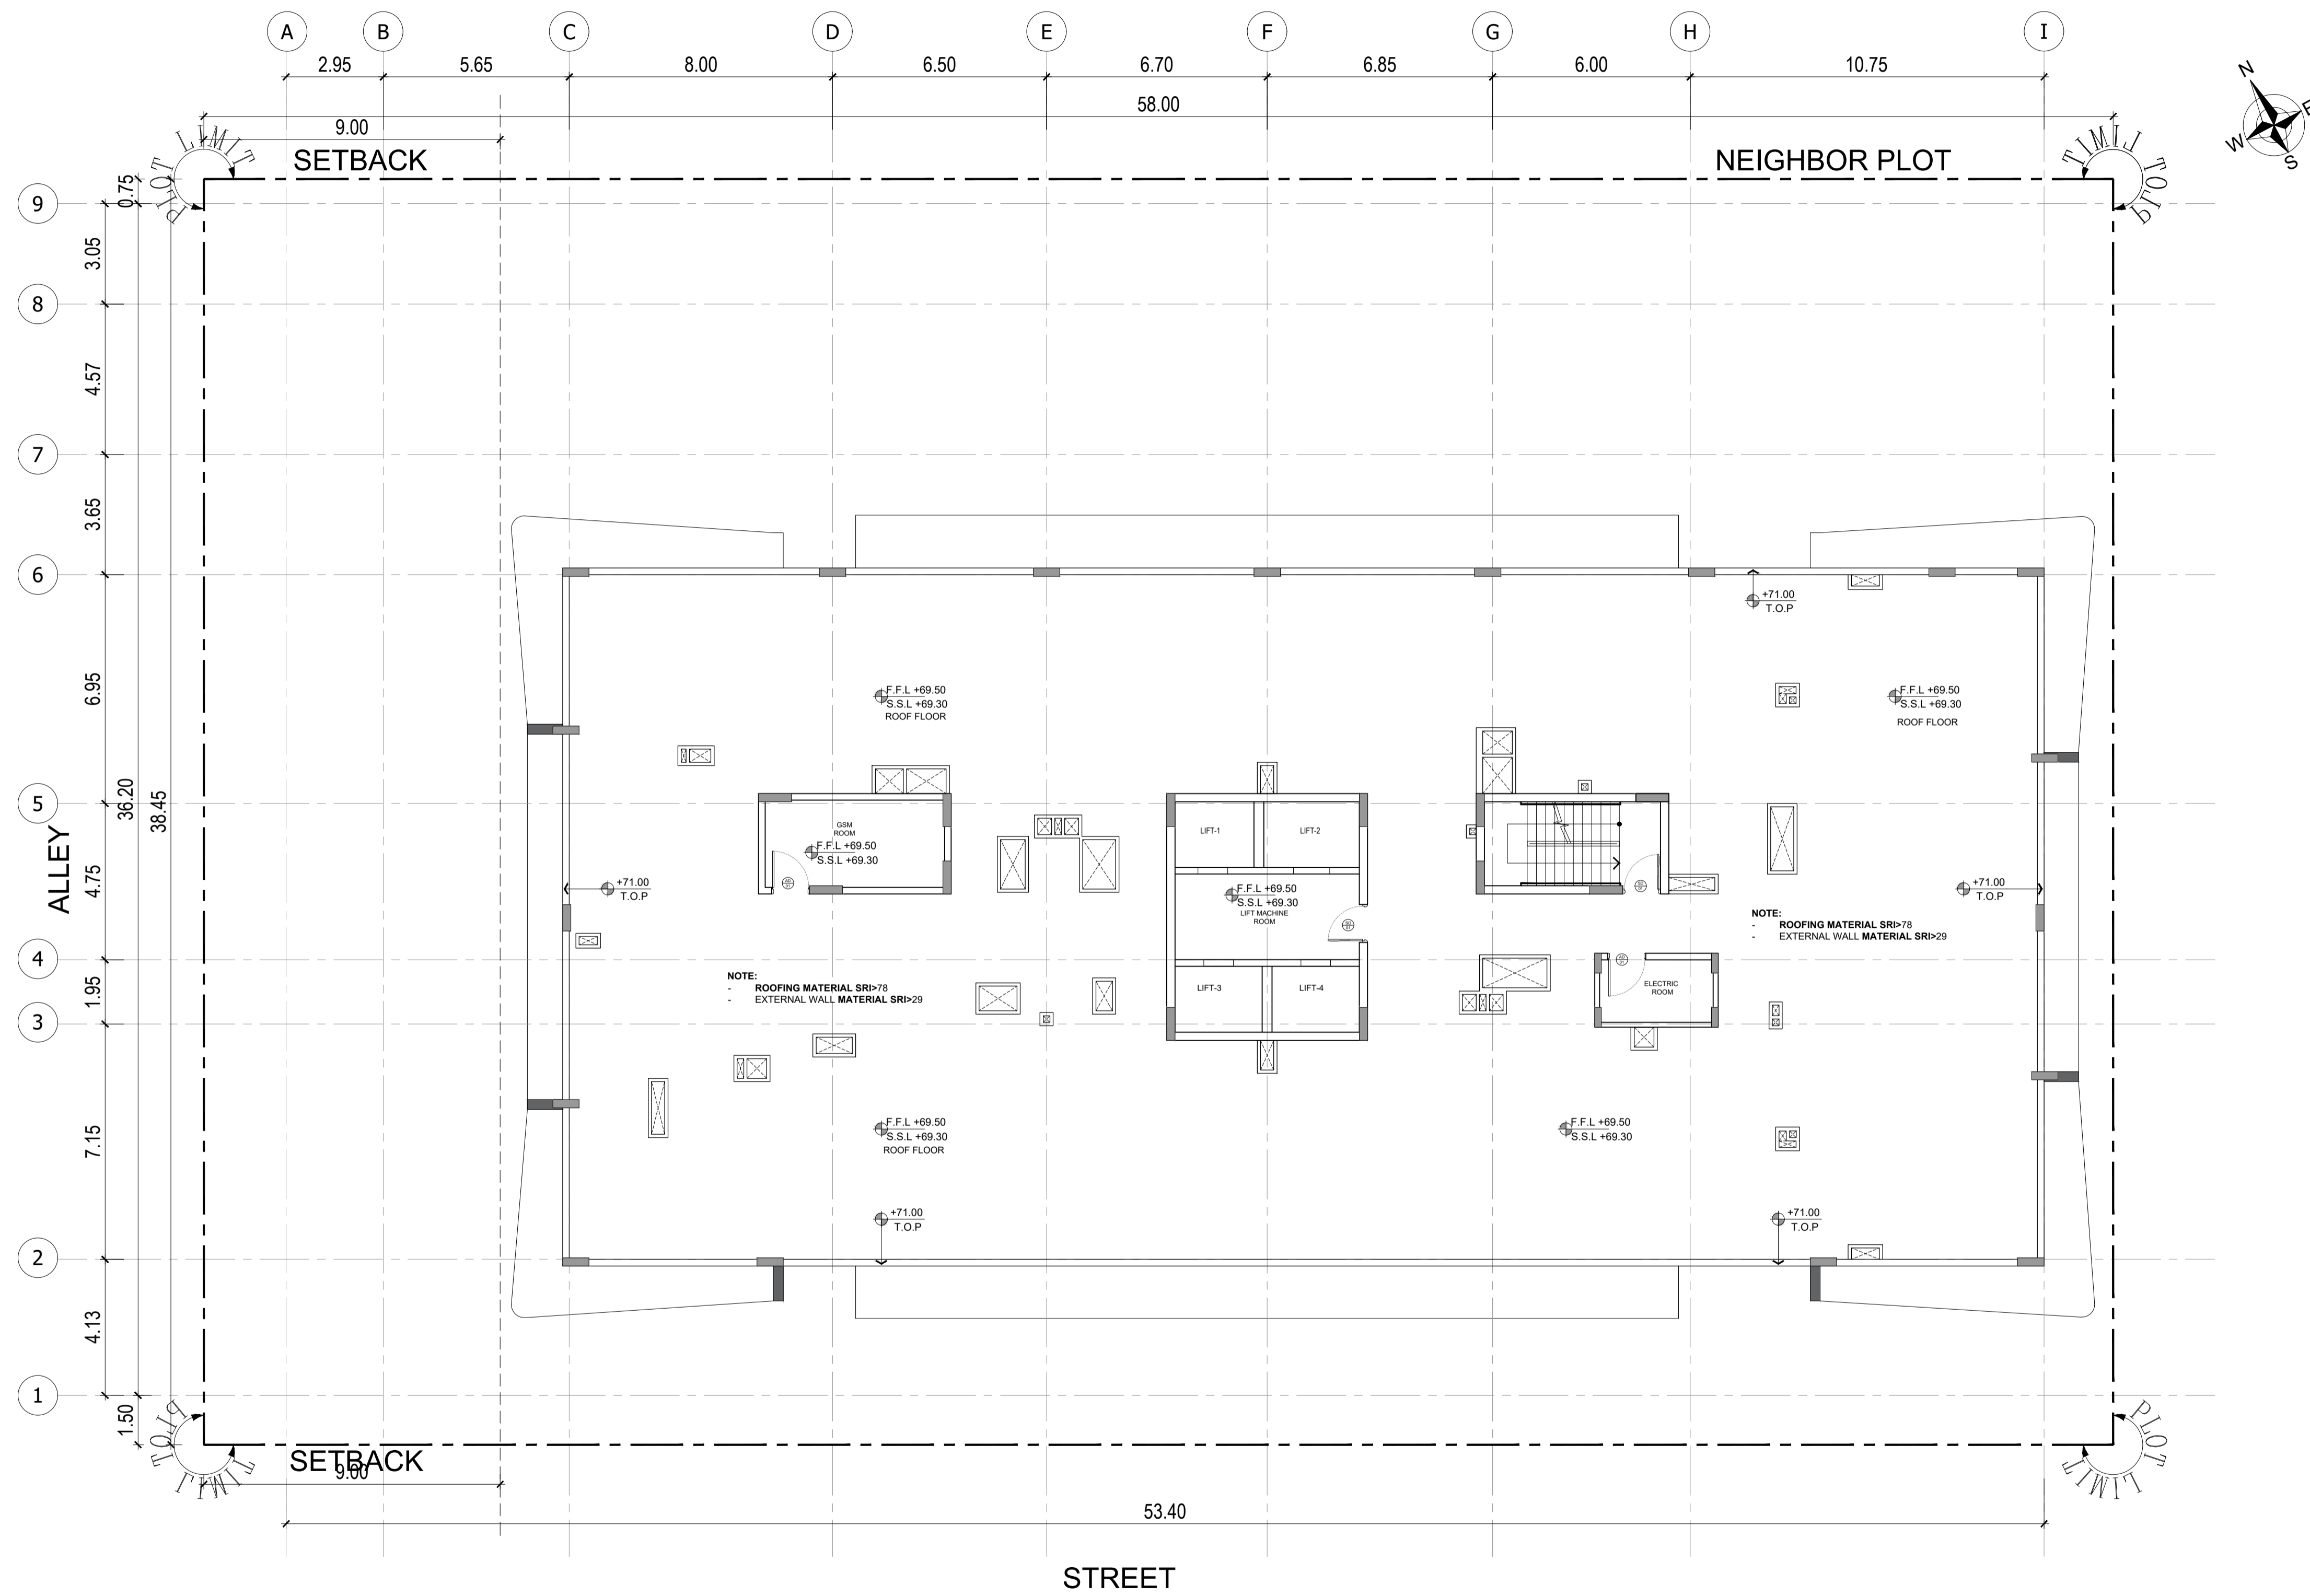 A B C D E F G H I
2.95 5.65 8.00 6.50 6.70 6.85 6.00 10.75
58.00
9.00
N
E
W
S
SETBACK
NEIGHBOR PLOT
PLOT LIMIT
PLOT LIMIT
0.75
9
3.05
8
4.57
7
3.65
6
+71.00
T.O.P
6.95
F.F.L +69.50
S.S.L +69.30
ROOF FLOOR
F.F.L +69.50
S.S.L +69.30
ROOF FLOOR
36.20
38.45
5
ALLEY
GSM
ROOM
F.F.L +69.50
S.S.L +69.30
LIFT-1
LIFT-2
4.75
+71.00
T.O.P
F.F.L +69.50
S.S.L +69.30
LIFT MACHINE
ROOM
+71.00
T.O.P
NOTE:
- ROOFING MATERIAL SRI>78
- EXTERNAL WALL MATERIAL SRI>29
4
NOTE:
- ROOFING MATERIAL SRI>78
- EXTERNAL WALL MATERIAL SRI>29
LIFT-3
LIFT-4
ELECTRIC
ROOM
1.95
3
7.15
F.F.L +69.50
S.S.L +69.30
ROOF FLOOR
F.F.L +69.50
S.S.L +69.30
+71.00
T.O.P
+71.00
T.O.P
2
4.13
1
1.50
PLOT LIMIT
PLOT LIMIT
SETBACK
9.00
53.40
STREET